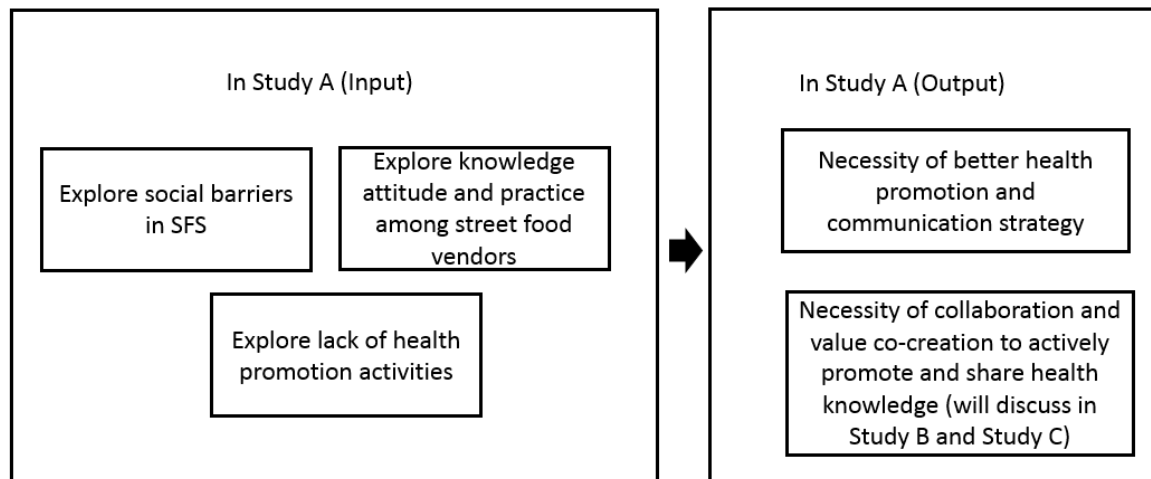 In Study A (Input)
Explore social barriers
in SFS
Explore knowledge
attitude and practice
among street food
vendors
Explore lack of health
promotion activities
In Study A (Output)
Necessity of better health
promotion and
communication strategy
Necessity of collaboration and
value co-creation to actively
promote and share health
knowledge (will discuss in
Study B and Study C)